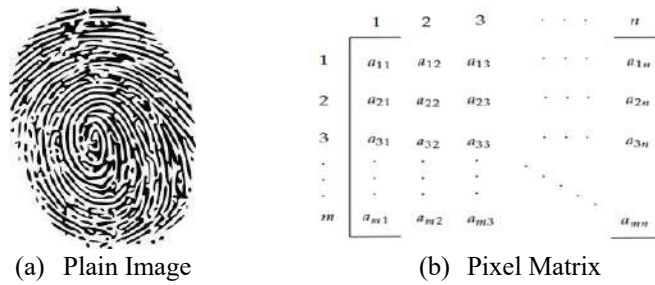 1 2 3 . . . n
1 a11 a12 a13 . . . a1n
2 a21 a22 a23 . . . a2n
3 a31 a32 a33 . . . a3n
. . . . .
. . . . .
. . . . .
m am1 am2 am3 amn
(a) Plain Image (b) Pixel Matrix